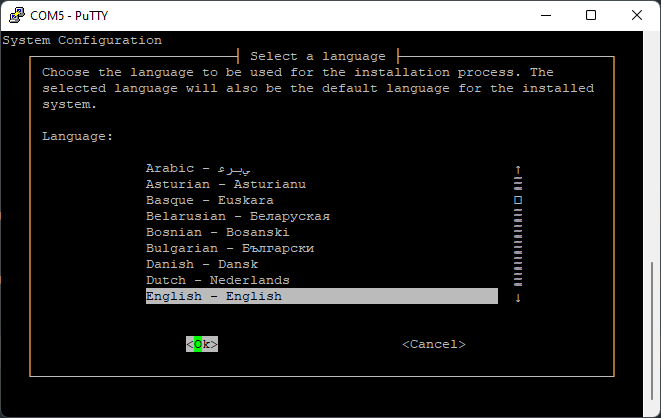 COM5 - PuTTY
System Configuration
Select a language
Choose the language to be used for the installation process. The
selected language will also be the default language for the installed
system.
Language:
Arabic - ﻲﺑﺮﻋ
Asturian - Asturianu
Basque - Euskara
Belarusian - Беларуская
Bosnian - Bosanski
Bulgarian - Български
Danish - Dansk
Dutch - Nederlands
English - English
<Ok> <Cancel>